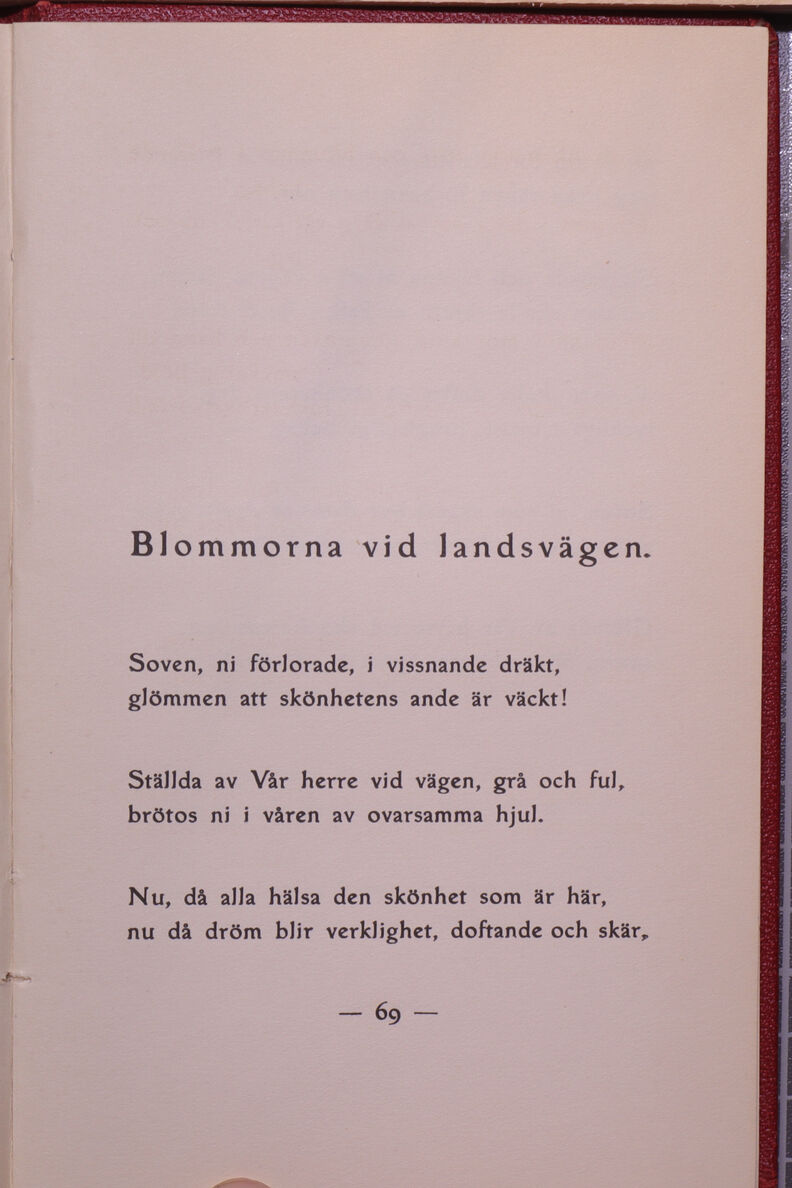 Blommorna vid landsvägen.
Soven, ni förlorade, i vissnande dräkt,
glömmen att skönhetens ande är väckt!
Ställda av Vår herre vid vägen, grå och ful,
brötos ni i våren av ovarsamma hjul.
Nu, då alla hälsa den skönhet som är här,
nu då dröm blir verklighet, doftande och skär,
— 69 —